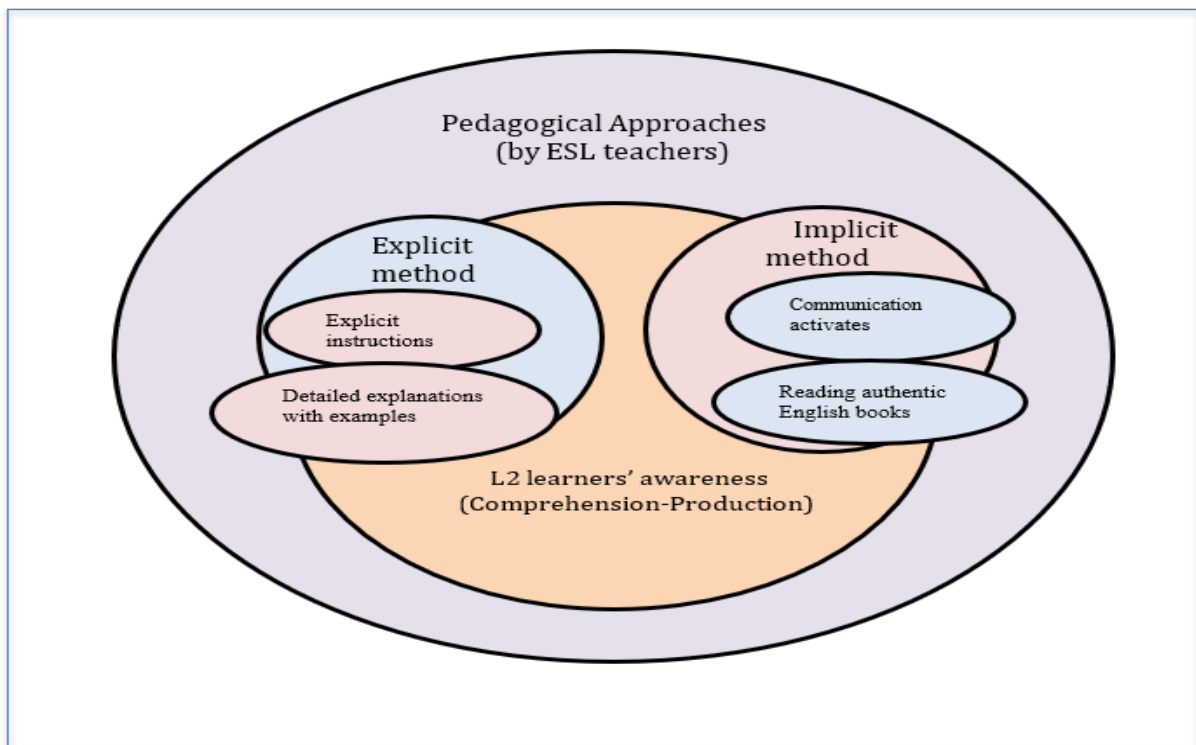 Pedagogical Approaches
(by ESL teachers)
Explicit
method
Explicit
instructions
Detailed explanations
with examples
Implicit
method
Communication
activates
Reading authentic
English books
L2 learners’ awareness
(Comprehension-Production)